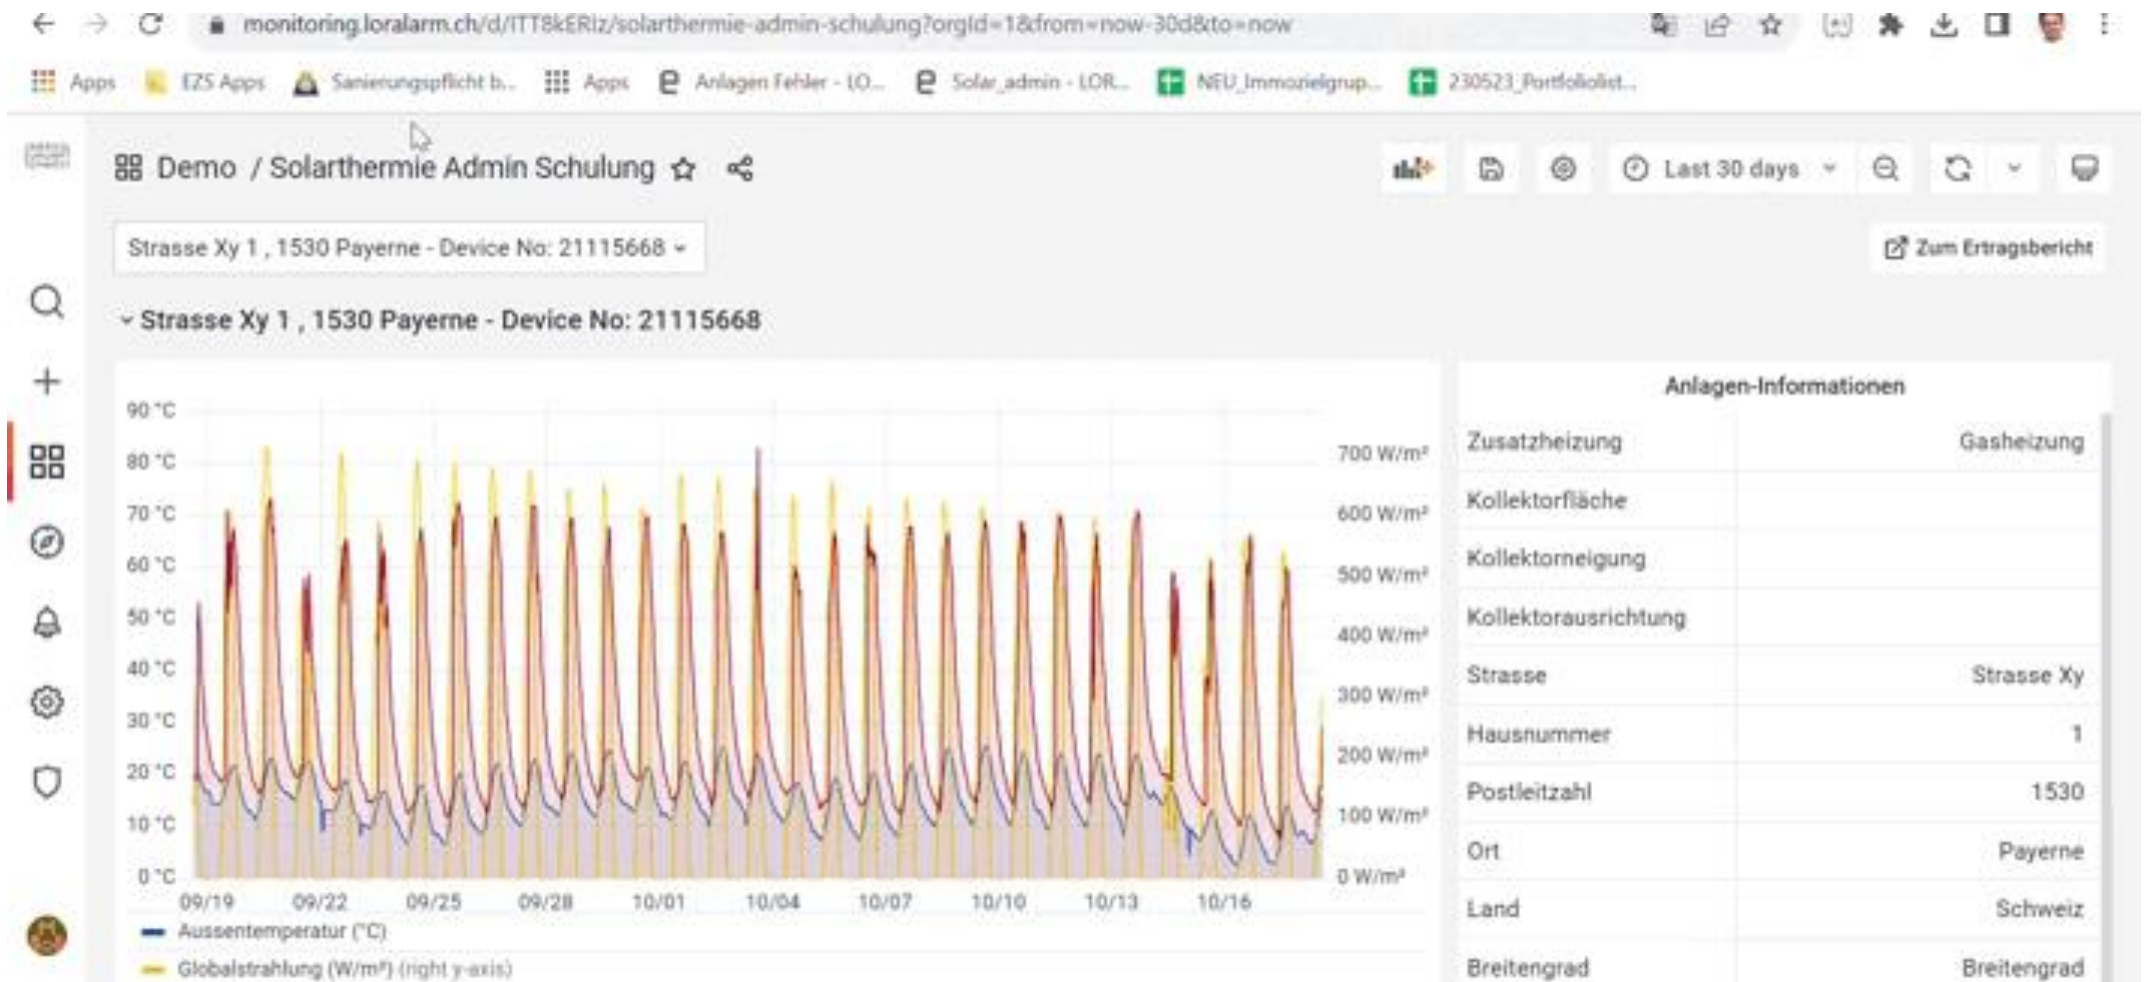 monitoring.loralarm.ch/d/ITT8kERIz/solarthermie-admin-schulung?orgId=1&from=now-30d&to=now
Apps EZS Apps Sanierungspflicht b... Apps Anlagen Fehler - LO... Solar_admin - LOR... NEU_Immozielgrup... 230523_Portfoliolist...
Demo / Solarthermie Admin Schulung
Last 30 days
Strasse Xy 1 , 1530 Payerne - Device No: 21115668
Zum Ertragsbericht
Strasse Xy 1 , 1530 Payerne - Device No: 21115668
90 °C
80 °C
70 °C
60 °C
50 °C
40 °C
30 °C
20 °C
10 °C
0 °C
700 W/m²
600 W/m²
500 W/m²
400 W/m²
300 W/m²
200 W/m²
100 W/m²
0 W/m²
09/19 09/22 09/25 09/28 10/01 10/04 10/07 10/10 10/13 10/16
Aussentemperatur (°C)
Globalstrahlung (W/m²) (right y-axis)
Anlagen-Informationen
Zusatzheizung Gasheizung
Kollektorfläche
Kollektorneigung
Kollektorausrichtung
Strasse Strasse Xy
Hausnummer 1
Postleitzahl 1530
Ort Payerne
Land Schweiz
Breitengrad Breitengrad